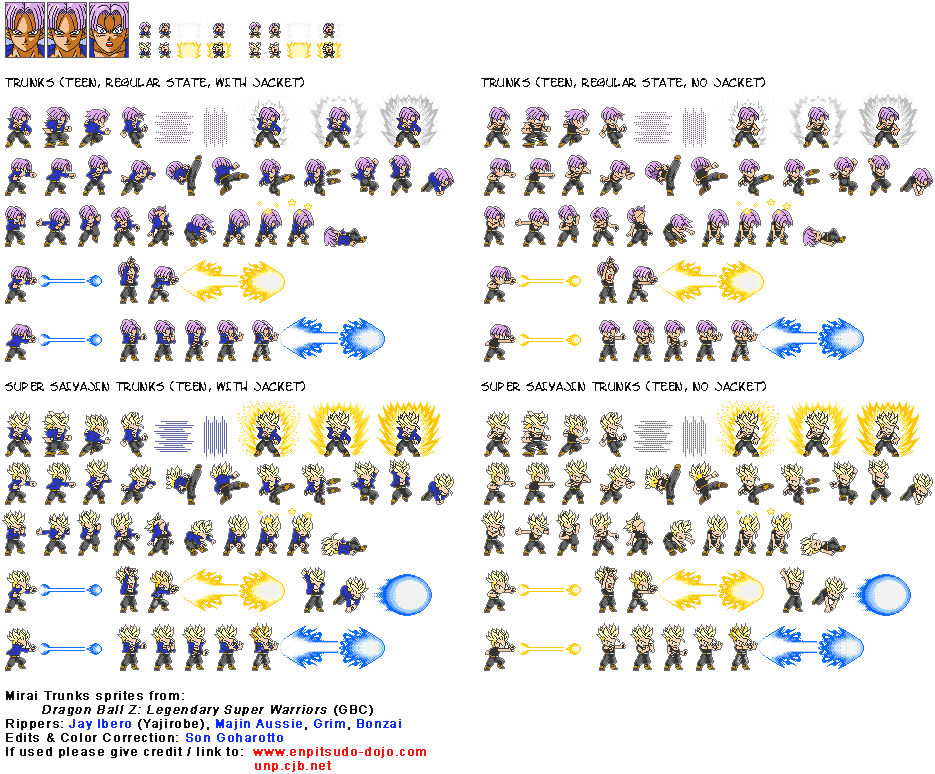 TRUNKS (TEEN, REGULAR STATE, WITH JACKET)
TRUNKS (TEEN, REGULAR STATE, NO JACKET)
SUPER SAIYAJIN TRUNKS (TEEN, WITH JACKET)
SUPER SAIYAJIN TRUNKS (TEEN, NO JACKET)
Mirai Trunks sprites from:
Dragon Ball Z: Legendary Super Warriors (GBC)
Rippers: Jay Ibero (Yajirobe), Majin Aussie, Grim, Bonzai
Edits & Color Correction: Son Goharotto
If used please give credit / link to: www.enpitsudo-dojo.com
unp.cjb.net